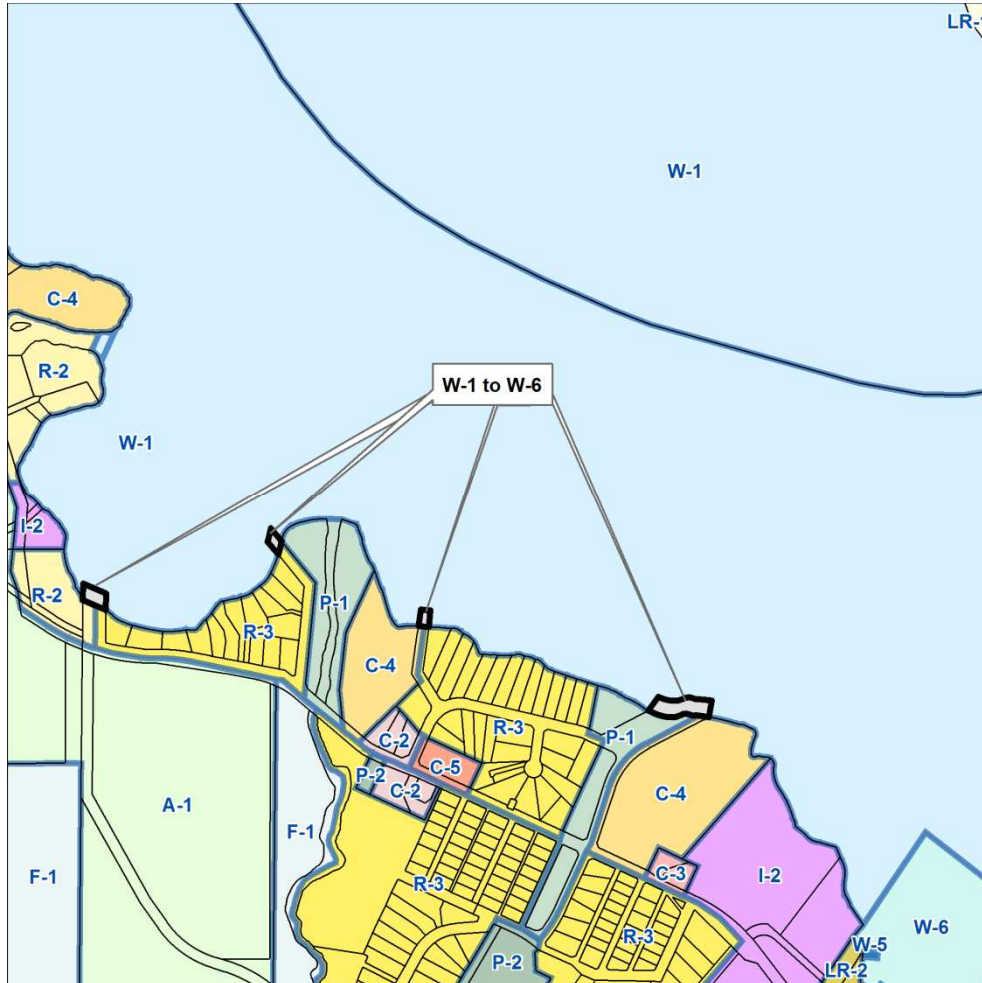 LR-1
W-1
C-4
R-2
W-1 to W-6
W-1
I-2
R-2
P-1
R-3
C-4
R-3
P-1
C-2
C-5
P-2
C-2
C-4
A-1
F-1
F-1
C-3
I-2
R-3
R-3
W-6
W-5
P-2
LR-2